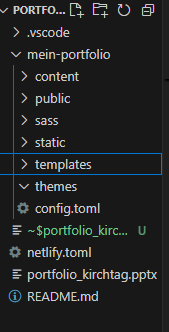 PORTFO...
.vscode
mein-portfolio
content
public
sass
static
templates
themes
config.toml
~$portfolio_kirc... U
netlify.toml
portfolio_kirchtag.pptx
README.md